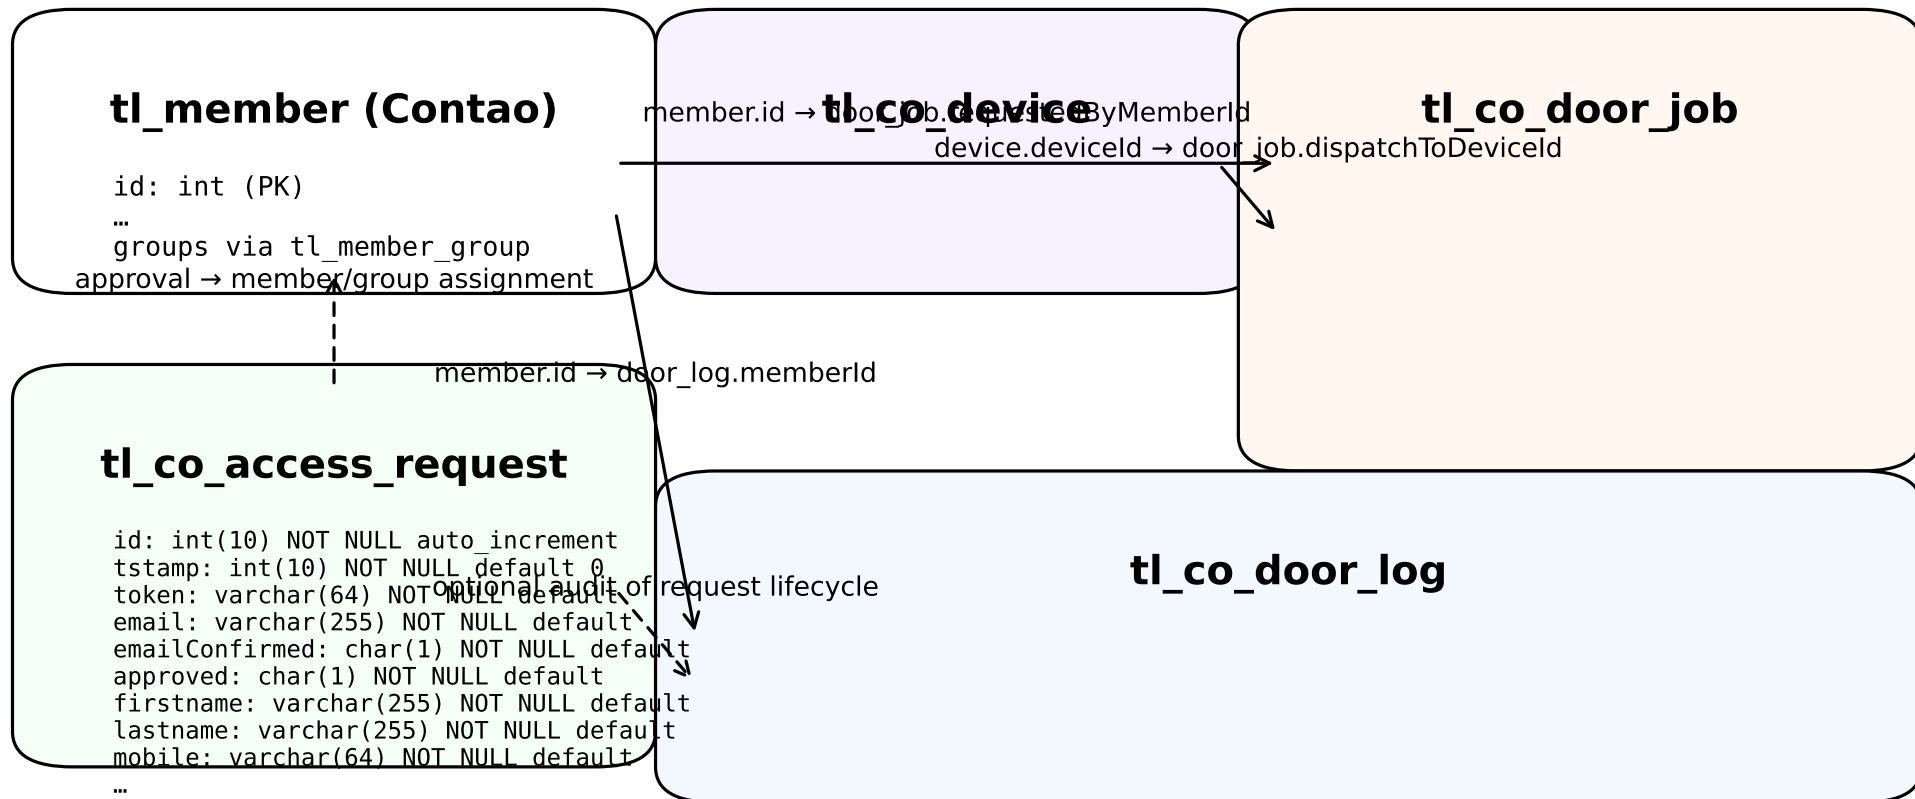 tl_member (Contao)
id: int (PK)
…
groups via tl_member_group
approval → member/group assignment
tl_co_device
member.id → door_job.requestedByMemberId
device.deviceId → door_job.dispatchToDeviceId
tl_co_door_job
member.id → door_log.memberId
tl_co_access_request
id: int(10) NOT NULL auto_increment
tstamp: int(10) NOT NULL default 0
token: varchar(64) NOT NULL default
email: varchar(255) NOT NULL default
emailConfirmed: char(1) NOT NULL default
approved: char(1) NOT NULL default
firstname: varchar(255) NOT NULL default
lastname: varchar(255) NOT NULL default
mobile: varchar(64) NOT NULL default
…
optional audit of request lifecycle
tl_co_door_log